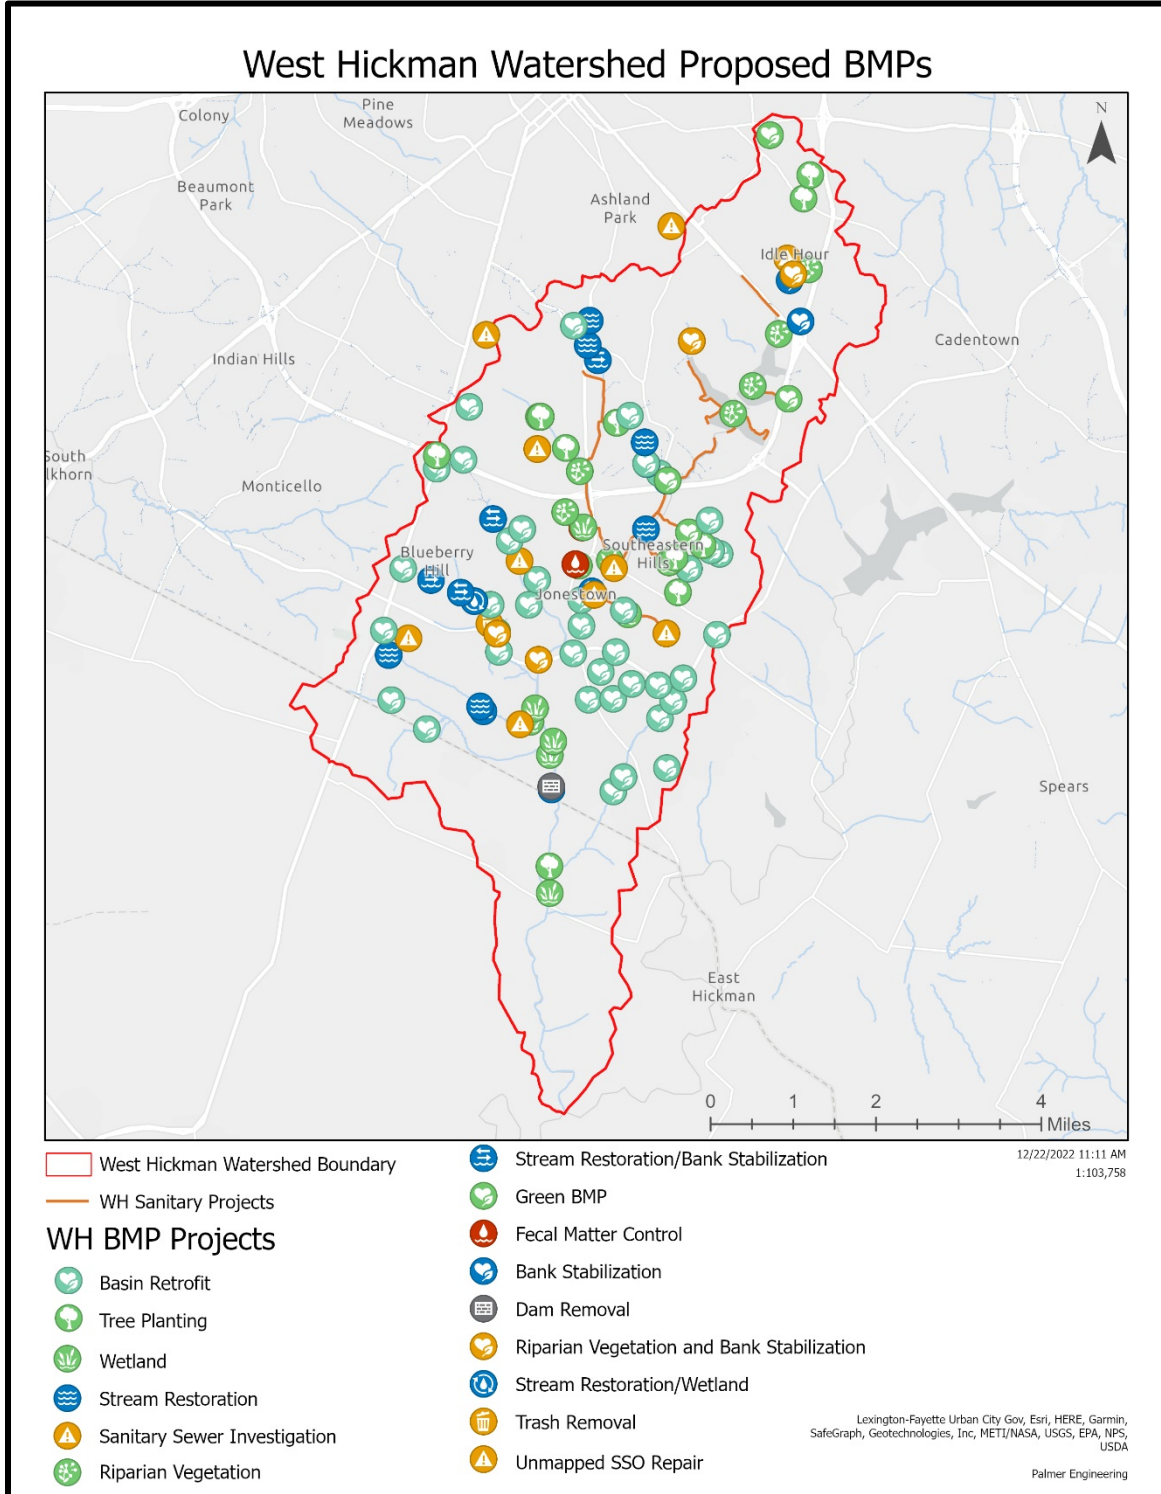 West Hickman Watershed Proposed BMPs
Colony
Pine
Meadows
N
Beaumont
Park
Ashland
Park
Idle Hour
Cadentown
Indian Hills
South
lkhorn
Monticello
Blueberry
Hill
Southeastern
Hills
Jonestown
Spears
East
Hickman
0 1 2 4
Miles
12/22/2022 11:11 AM
1:103,758
West Hickman Watershed Boundary
WH Sanitary Projects
WH BMP Projects
Basin Retrofit
Tree Planting
Wetland
Stream Restoration
Sanitary Sewer Investigation
Riparian Vegetation
Stream Restoration/Bank Stabilization
Green BMP
Fecal Matter Control
Bank Stabilization
Dam Removal
Riparian Vegetation and Bank Stabilization
Stream Restoration/Wetland
Trash Removal
Unmapped SSO Repair
Lexington-Fayette Urban City Gov, Esri, HERE, Garmin,
SafeGraph, Geotechnologies, Inc, METI/NASA, USGS, EPA, NPS,
USDA
Palmer Engineering